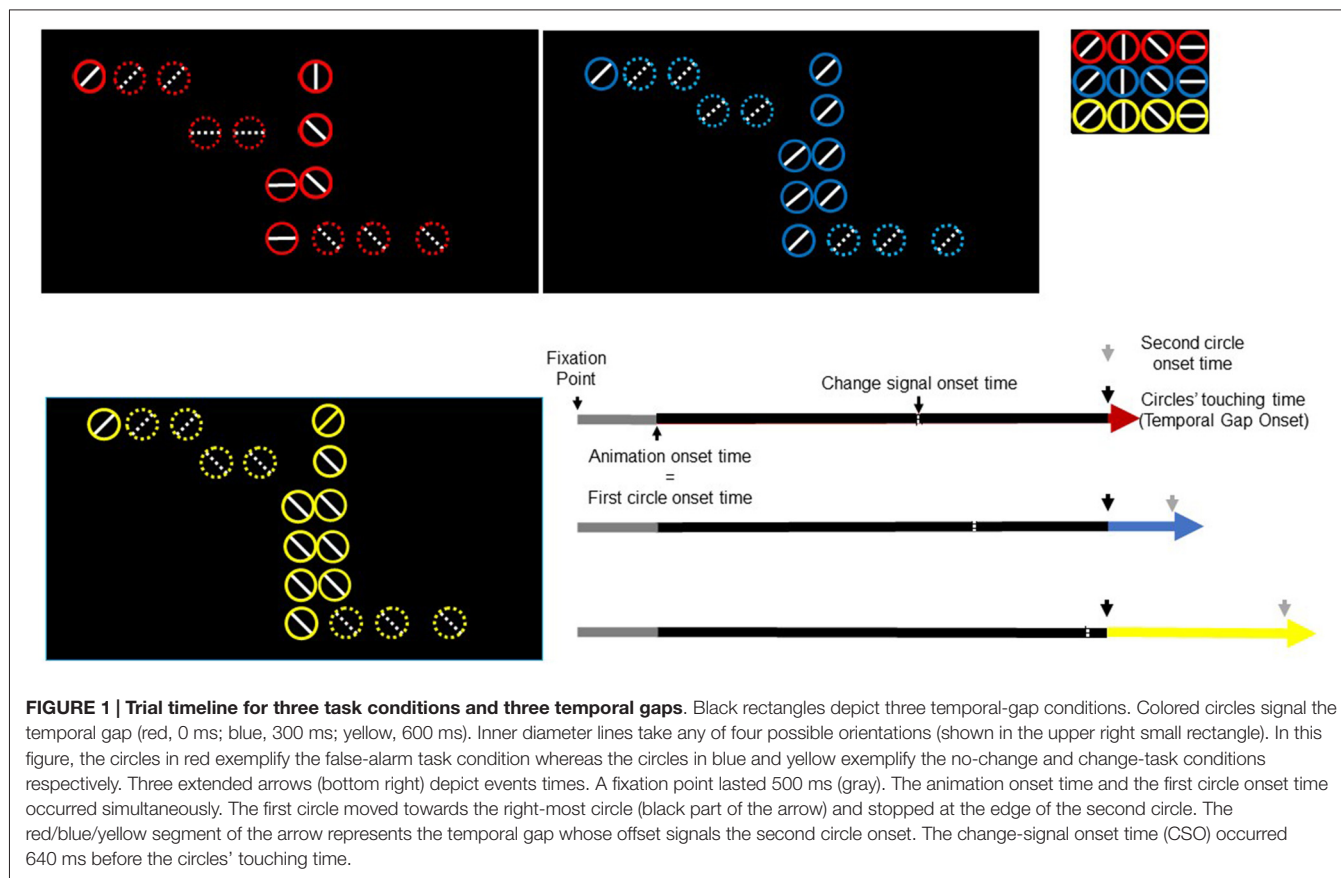 Fixation
Point
Change signal onset time
Second circle
onset time
Circles' touching time
(Temporal Gap Onset)
Animation onset time
=
First circle onset time
FIGURE 1 | Trial timeline for three task conditions and three temporal gaps. Black rectangles depict three temporal-gap conditions. Colored circles signal the
temporal gap (red, 0 ms; blue, 300 ms; yellow, 600 ms). Inner diameter lines take any of four possible orientations (shown in the upper right small rectangle). In this
figure, the circles in red exemplify the false-alarm task condition whereas the circles in blue and yellow exemplify the no-change and change-task conditions
respectively. Three extended arrows (bottom right) depict events times. A fixation point lasted 500 ms (gray). The animation onset time and the first circle onset time
occurred simultaneously. The first circle moved towards the right-most circle (black part of the arrow) and stopped at the edge of the second circle. The
red/blue/yellow segment of the arrow represents the temporal gap whose offset signals the second circle onset. The change-signal onset time (CSO) occurred
640 ms before the circles' touching time.